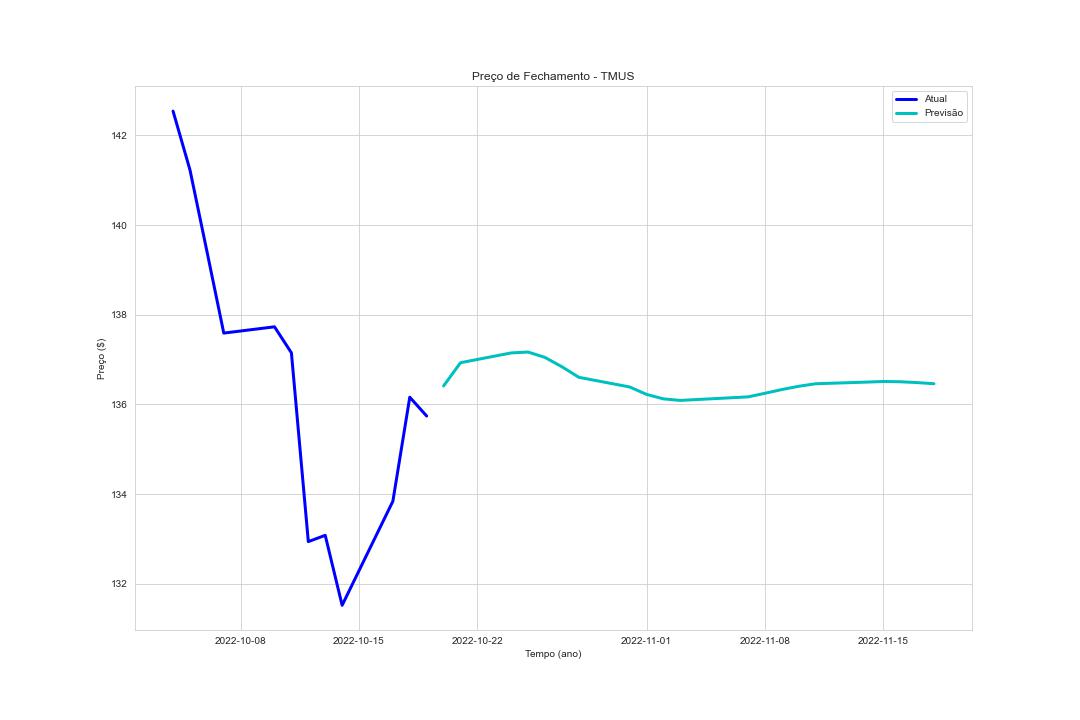 Preço de Fechamento - TMUS
Atual
Previsão
Preço ($)
142
140
138
136
134
132
2022-10-08
2022-10-15
2022-10-22
2022-11-01
2022-11-08
2022-11-15
Tempo (ano)